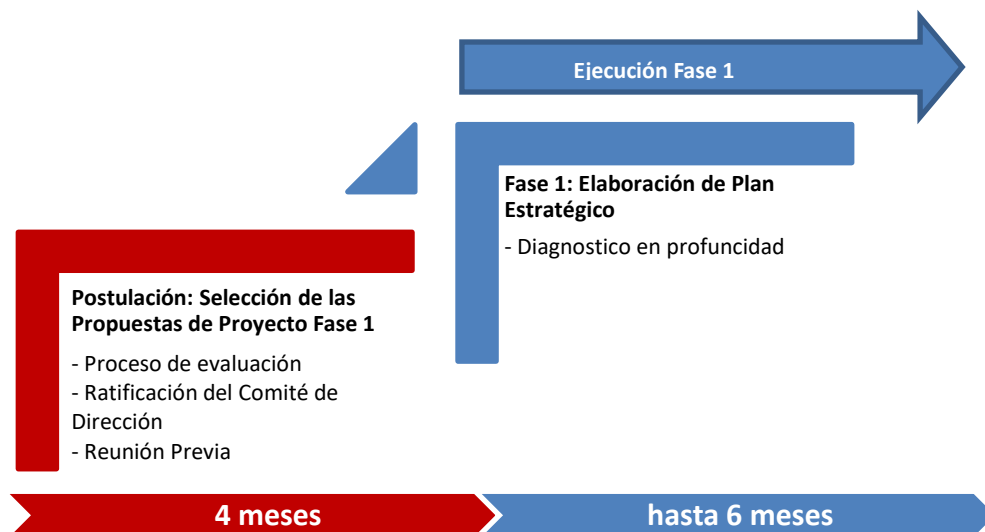 Ejecución Fase 1
Fase 1: Elaboración de Plan
Estratégico
- Diagnostico en profuncidad
Postulación: Selección de las
Propuestas de Proyecto Fase 1
- Proceso de evaluación
- Ratificación del Comité de
Dirección
- Reunión Previa
4 meses
hasta 6 meses